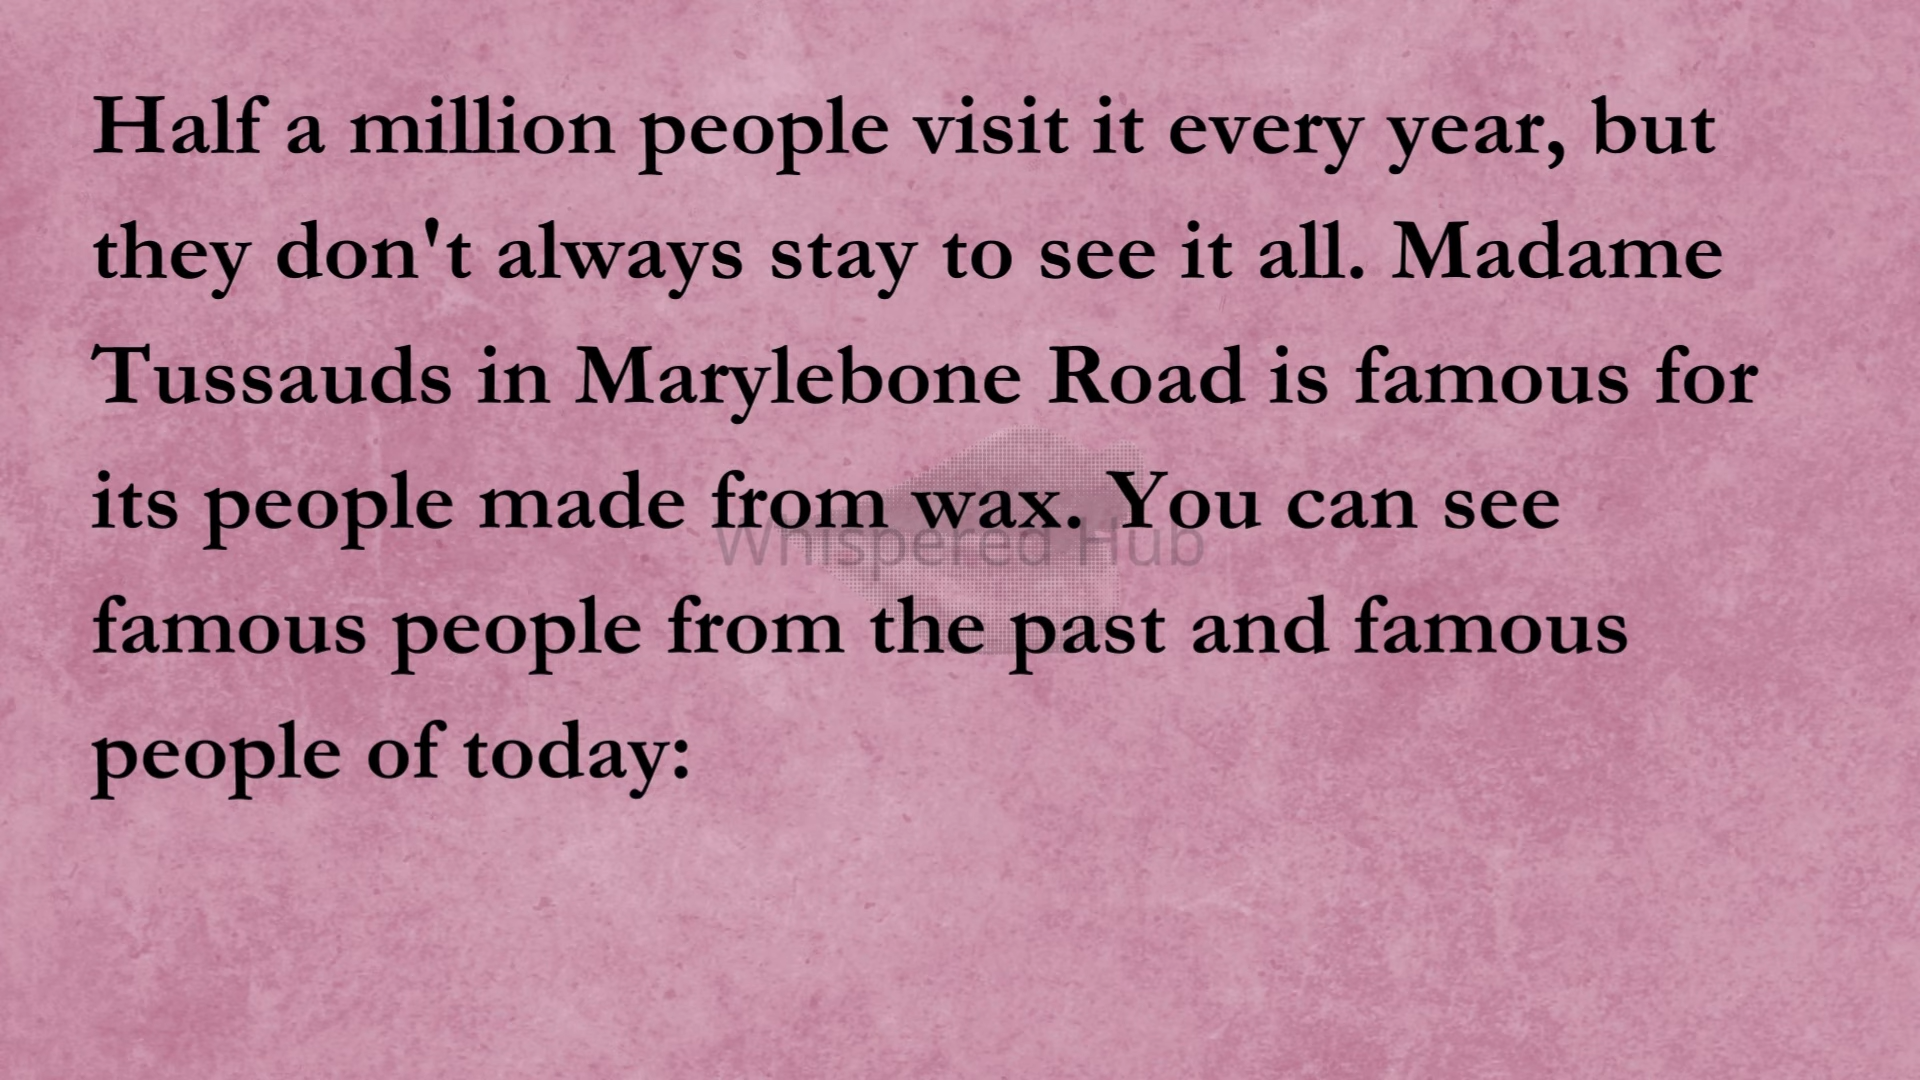 Half a million people visit it every year, but
they don't always stay to see it all. Madame
Tussauds in Marylebone Road is famous for
its people made from wax. You can see
Whispered Hub
famous people from the past and famous
people of today: